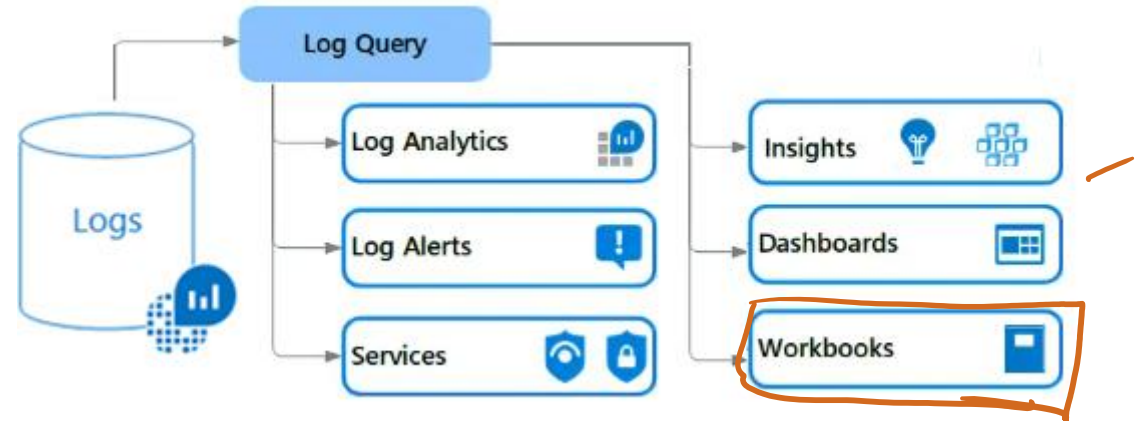 Log Query
Logs
Log Analytics
Log Alerts
Services
Insights
Dashboards
Workbooks